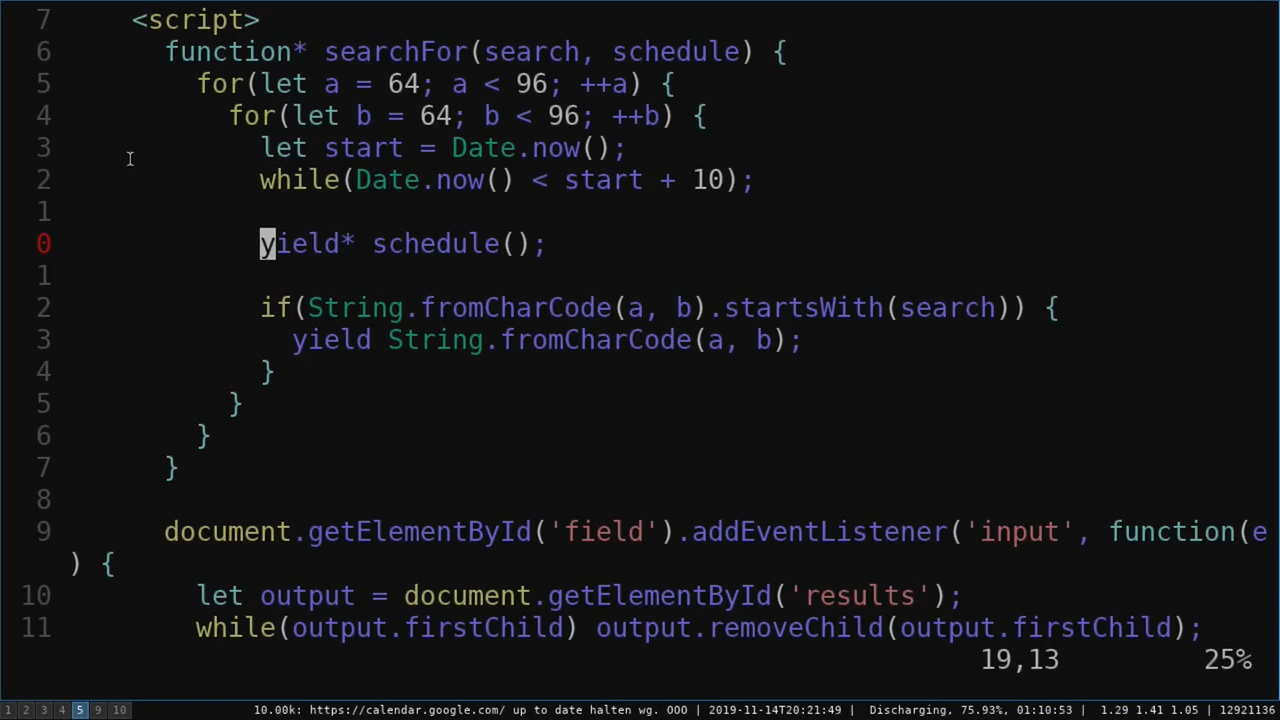 7 <script>
6 function* searchFor(search, schedule) {
5 for(let a = 64; a < 96; ++a) {
4 for(let b = 64; b < 96; ++b) {
3 let start = Date.now();
2 while(Date.now() < start + 10);
1
0 yield* schedule();
1
2 if(String.fromCharCode(a, b).startsWith(search)) {
3 yield String.fromCharCode(a, b);
4 }
5 }
6 }
7 }
8
9 document.getElementById('field').addEventListener('input', function(e
) {
10 let output = document.getElementById('results');
11 while(output.firstChild) output.removeChild(output.firstChild);
19,13 25%
1 2 3 4 5 9 10 10.00k: https://calendar.google.com/ up to date halten wg. OOO | 2019-11-14T20:21:49 | Discharging, 75.93%, 01:10:53 | 1.29 1.41 1.05 | 12921136